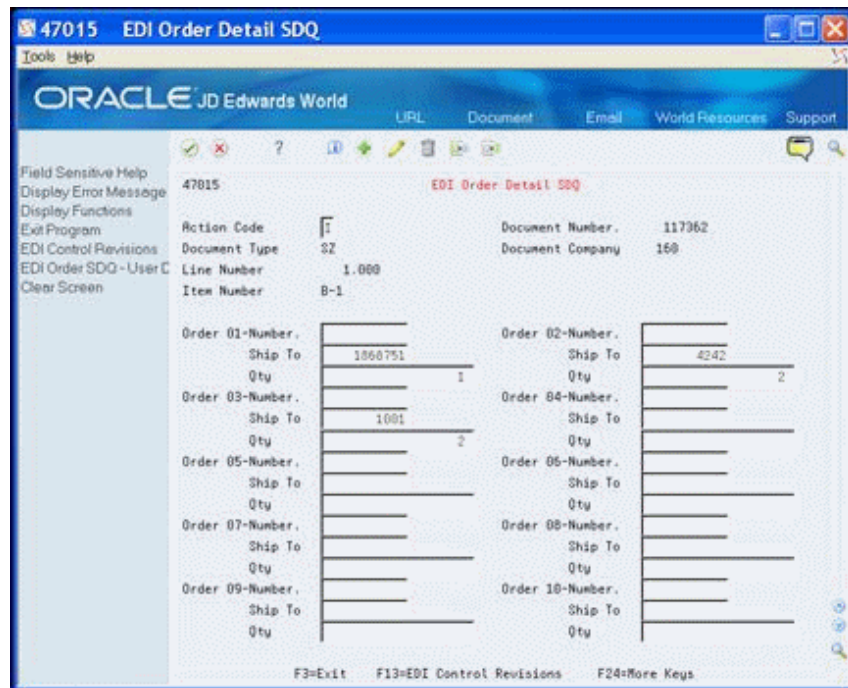 47015 EDI Order Detail SDQ
Tools Help
ORACLE JD Edwards World
URL Document Email World Resources Support
?
Field Sensitive Help
Display Error Message
Display Functions
Exit Program
EDI Control Revisions
EDI Order SDQ - User D
Clear Screen
47015 EDI Order Detail SDQ
Action Code I Document Number. 117362
Document Type SZ Document Company 160
Line Number 1.000
Item Number B-1
Order 01-Number. Order 02-Number.
Ship To 1868751 Ship To 4242
Qty 1 Qty 2
Order 03-Number. Order 04-Number.
Ship To 1001 Ship To
Qty 2 Qty
Order 05-Number. Order 06-Number.
Ship To Ship To
Qty Qty
Order 07-Number. Order 08-Number.
Ship To Ship To
Qty Qty
Order 09-Number. Order 10-Number.
Ship To Ship To
Qty Qty
F3=Exit F13=EDI Control Revisions F24=More Keys